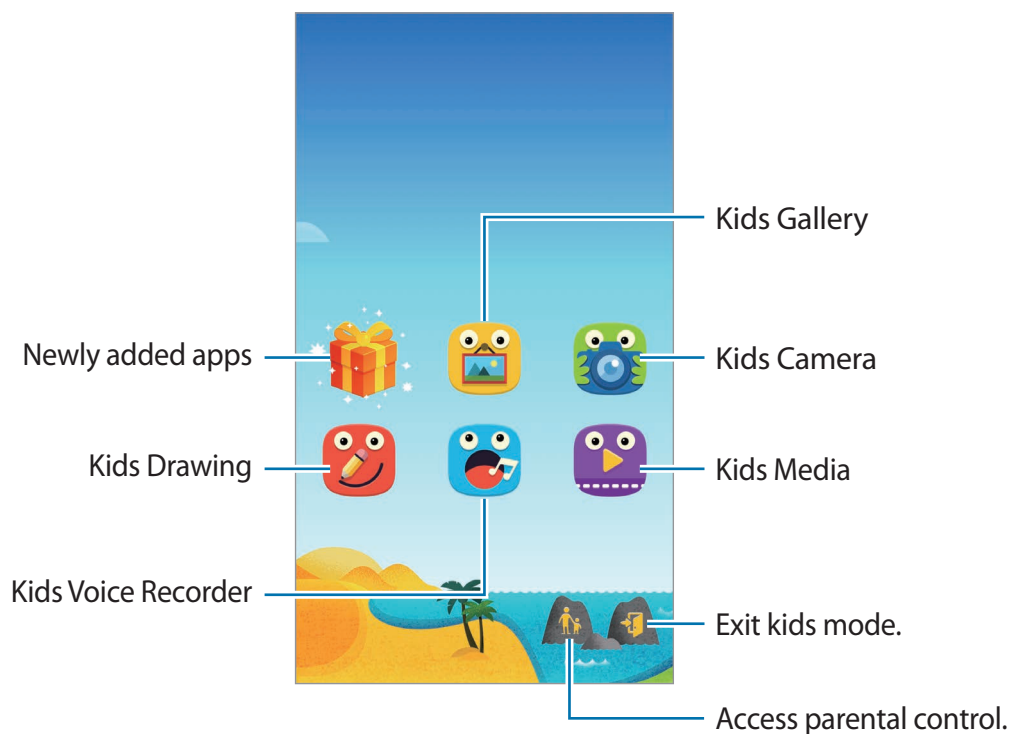 Kids Gallery
Newly added apps
Kids Camera
Kids Drawing
Kids Media
Kids Voice Recorder
Exit kids mode.
Access parental control.